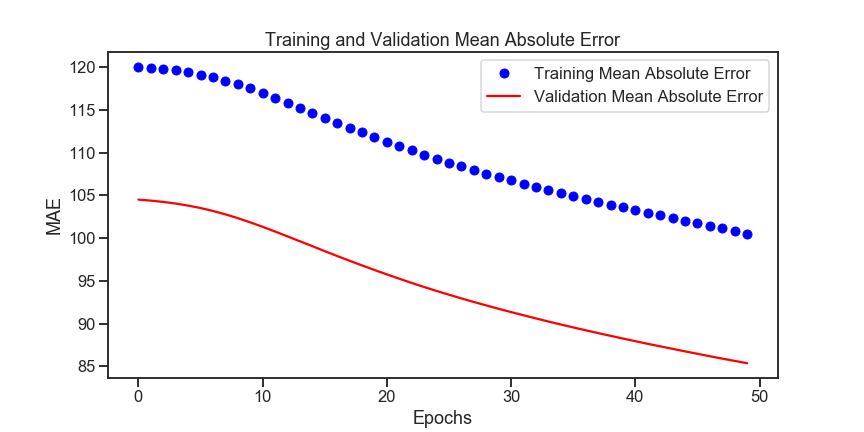 Training and Validation Mean Absolute Error
Training Mean Absolute Error
Validation Mean Absolute Error
MAE
120
115
110
105
100
95
90
85
0 10 20 30 40 50
Epochs